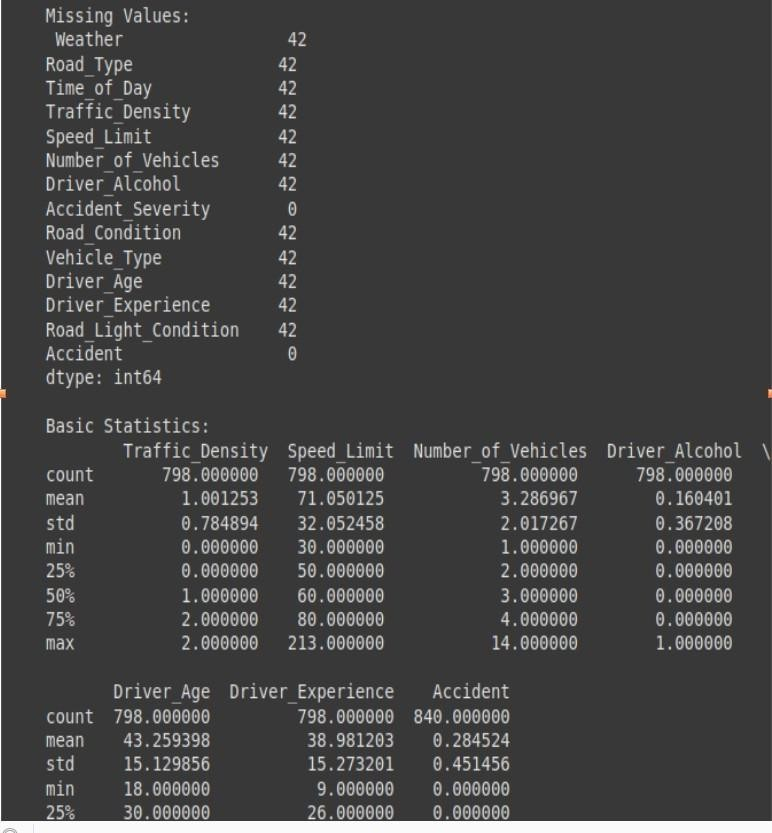 Missing Values:
Weather 42
Road_Type 42
Time_of_Day 42
Traffic_Density 42
Speed_Limit 42
Number_of_Vehicles 42
Driver_Alcohol 42
Accident_Severity 0
Road_Condition 42
Vehicle_Type 42
Driver_Age 42
Driver_Experience 42
Road_Light_Condition 42
Accident 0
dtype: int64
Basic Statistics:
Traffic_Density Speed_Limit Number_of_Vehicles Driver_Alcohol \
count 798.000000 798.000000 798.000000 798.000000
mean 1.001253 71.050125 3.286967 0.160401
std 0.784894 32.052458 2.017267 0.367208
min 0.000000 30.000000 1.000000 0.000000
25% 0.000000 50.000000 2.000000 0.000000
50% 1.000000 60.000000 3.000000 0.000000
75% 2.000000 80.000000 4.000000 0.000000
max 2.000000 213.000000 14.000000 1.000000
Driver_Age Driver_Experience Accident
count 798.000000 798.000000 840.000000
mean 43.259398 38.981203 0.284524
std 15.129856 15.273201 0.451456
min 18.000000 9.000000 0.000000
25% 30.000000 26.000000 0.000000